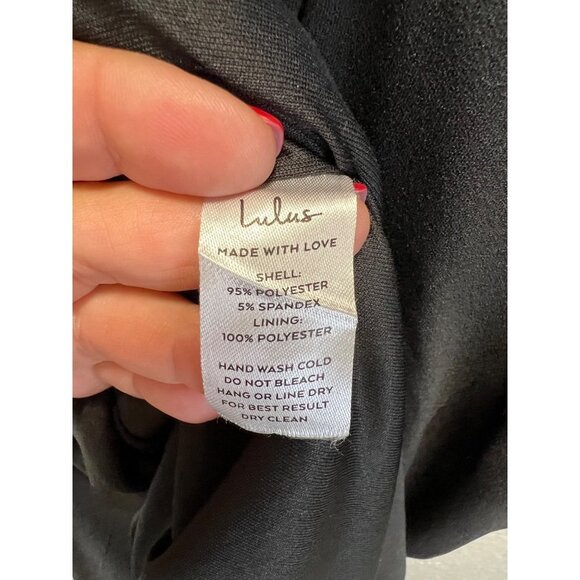 Lulus
MADE WITH LOVE
SHELL:
95% POLYESTER
5% SPANDEX
LINING:
100% POLYESTER
HAND WASH COLD
DO NOT BLEACH
HANG OR LINE DRY
FOR BEST RESULT
DRY CLEAN